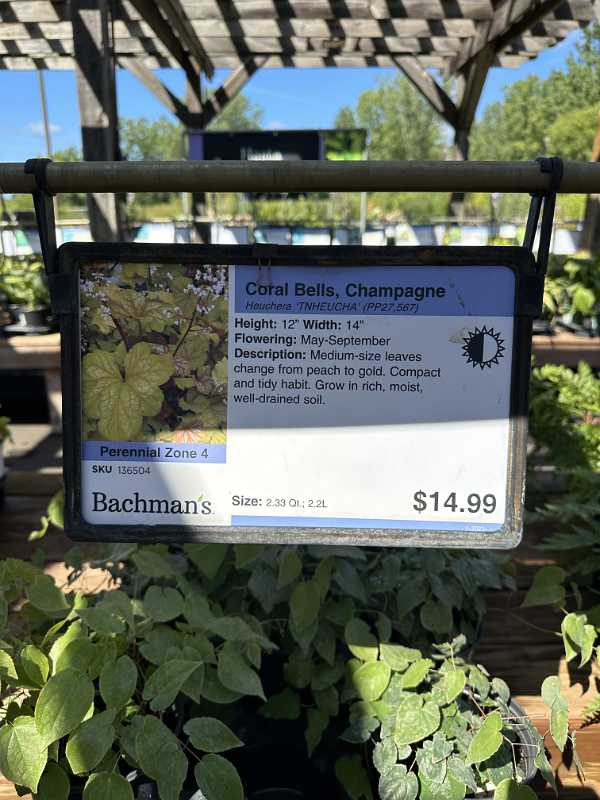 Coral Bells, Champagne
Heuchera 'TNHEUCHA' (PP27,567)
Height: 12" Width: 14"
Flowering: May-September
Description: Medium-size leaves
change from peach to gold. Compact
and tidy habit. Grow in rich, moist,
well-drained soil.
Perennial Zone 4
SKU 136504
Bachman's
Size: 2.33 Qt.; 2.2L
$14.99